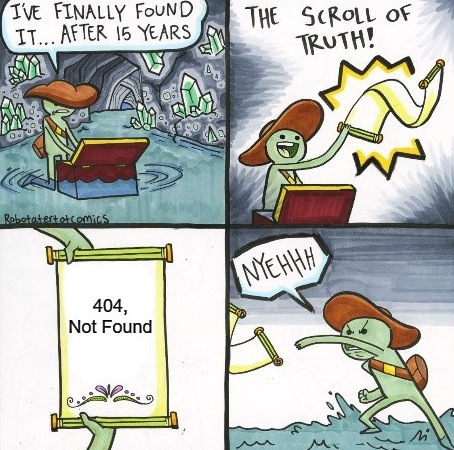 I'VE FINALLY FOUND
IT... AFTER 15 YEARS
THE SCROLL OF
TRUTH!
Robotatertotcomics
404,
Not Found
NYEHHH